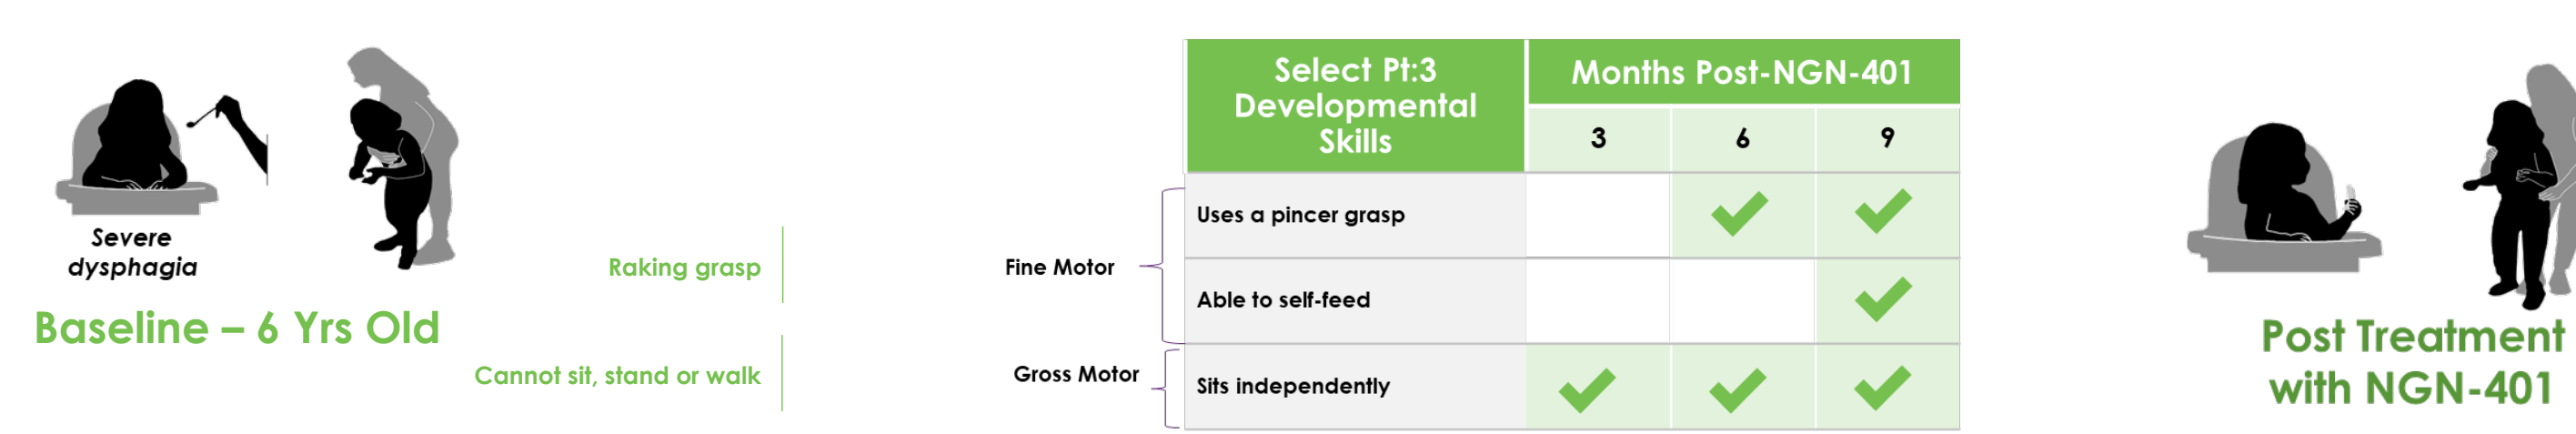 Severe
dysphagia
Baseline – 6 Yrs Old
Raking grasp
Cannot sit, stand or walk
Fine Motor
Gross Motor
Select Pt:3
Developmental
Skills
Months Post-NGN-401
3 6 9
Uses a pincer grasp
Able to self-feed
Sits independently
Post Treatment
with NGN-401